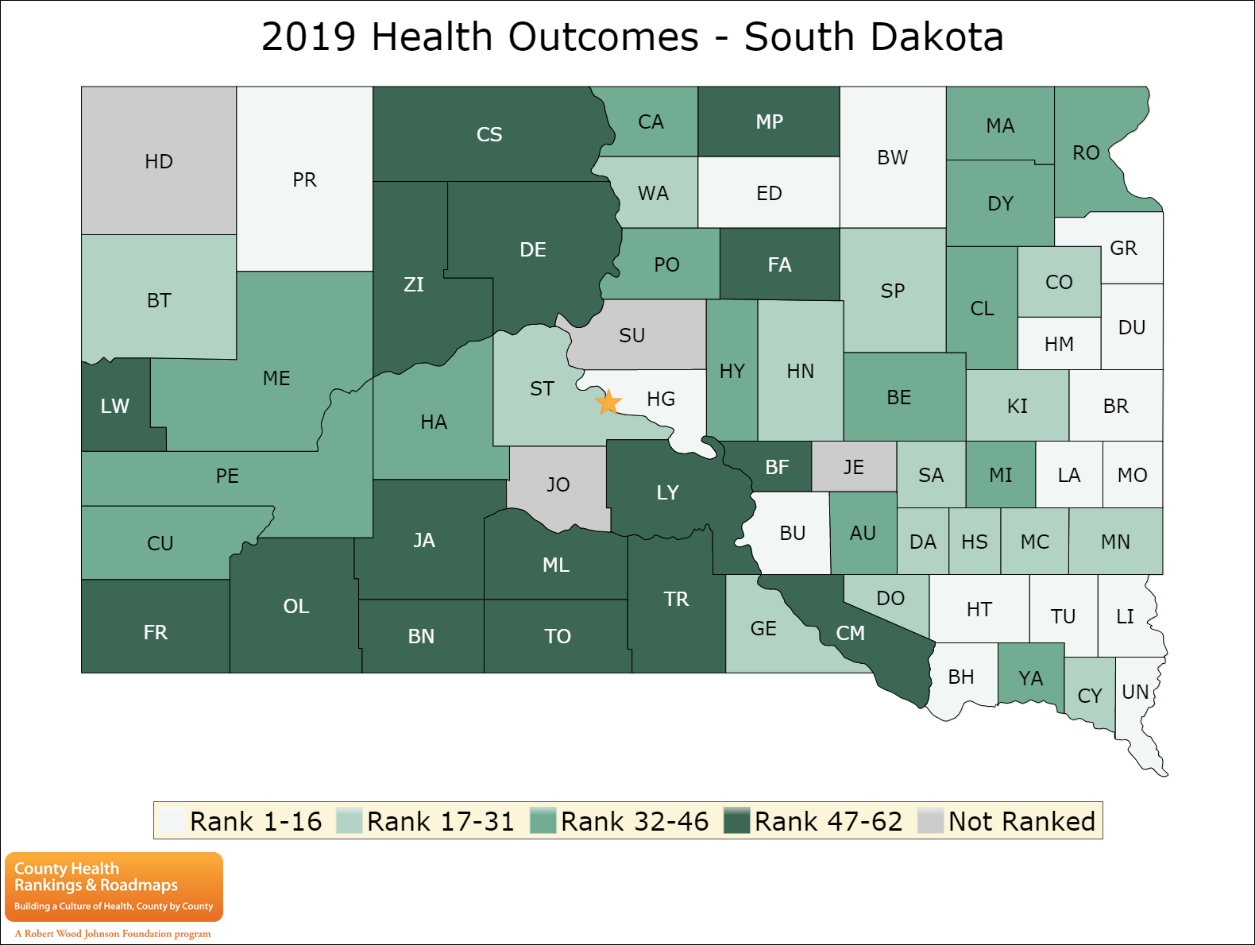 2019 Health Outcomes - South Dakota
HD
PR
CS
CA
MP
BW
MA
RO
WA
ED
DY
DE
ZI
PO
FA
GR
BT
SP
CO
CL
SU
DU
HM
ME
HY
HN
ST
HG
BE
KI
BR
LW
HA
PE
BF
JE
SA
MI
LA
MO
JO
LY
CU
JA
BU
AU
DA
HS
MC
MN
ML
OL
TR
DO
HT
TU
LI
FR
BN
TO
GE
CM
BH
YA
CY
UN
Rank 1-16 Rank 17-31 Rank 32-46 Rank 47-62 Not Ranked
County Health
Rankings & Roadmaps
Building a Culture of Health, County by County
A Robert Wood Johnson Foundation program